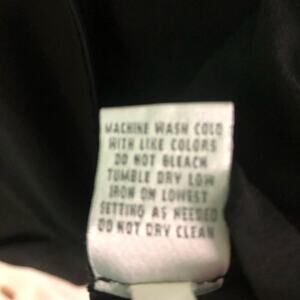 MACHINE WASH COLD
WITH LIKE COLORS
DO NOT BLEACH
TUMBLE DRY LOW
IRON ON LOWEST
SETTING AS NEEDED
DO NOT DRY CLEAN